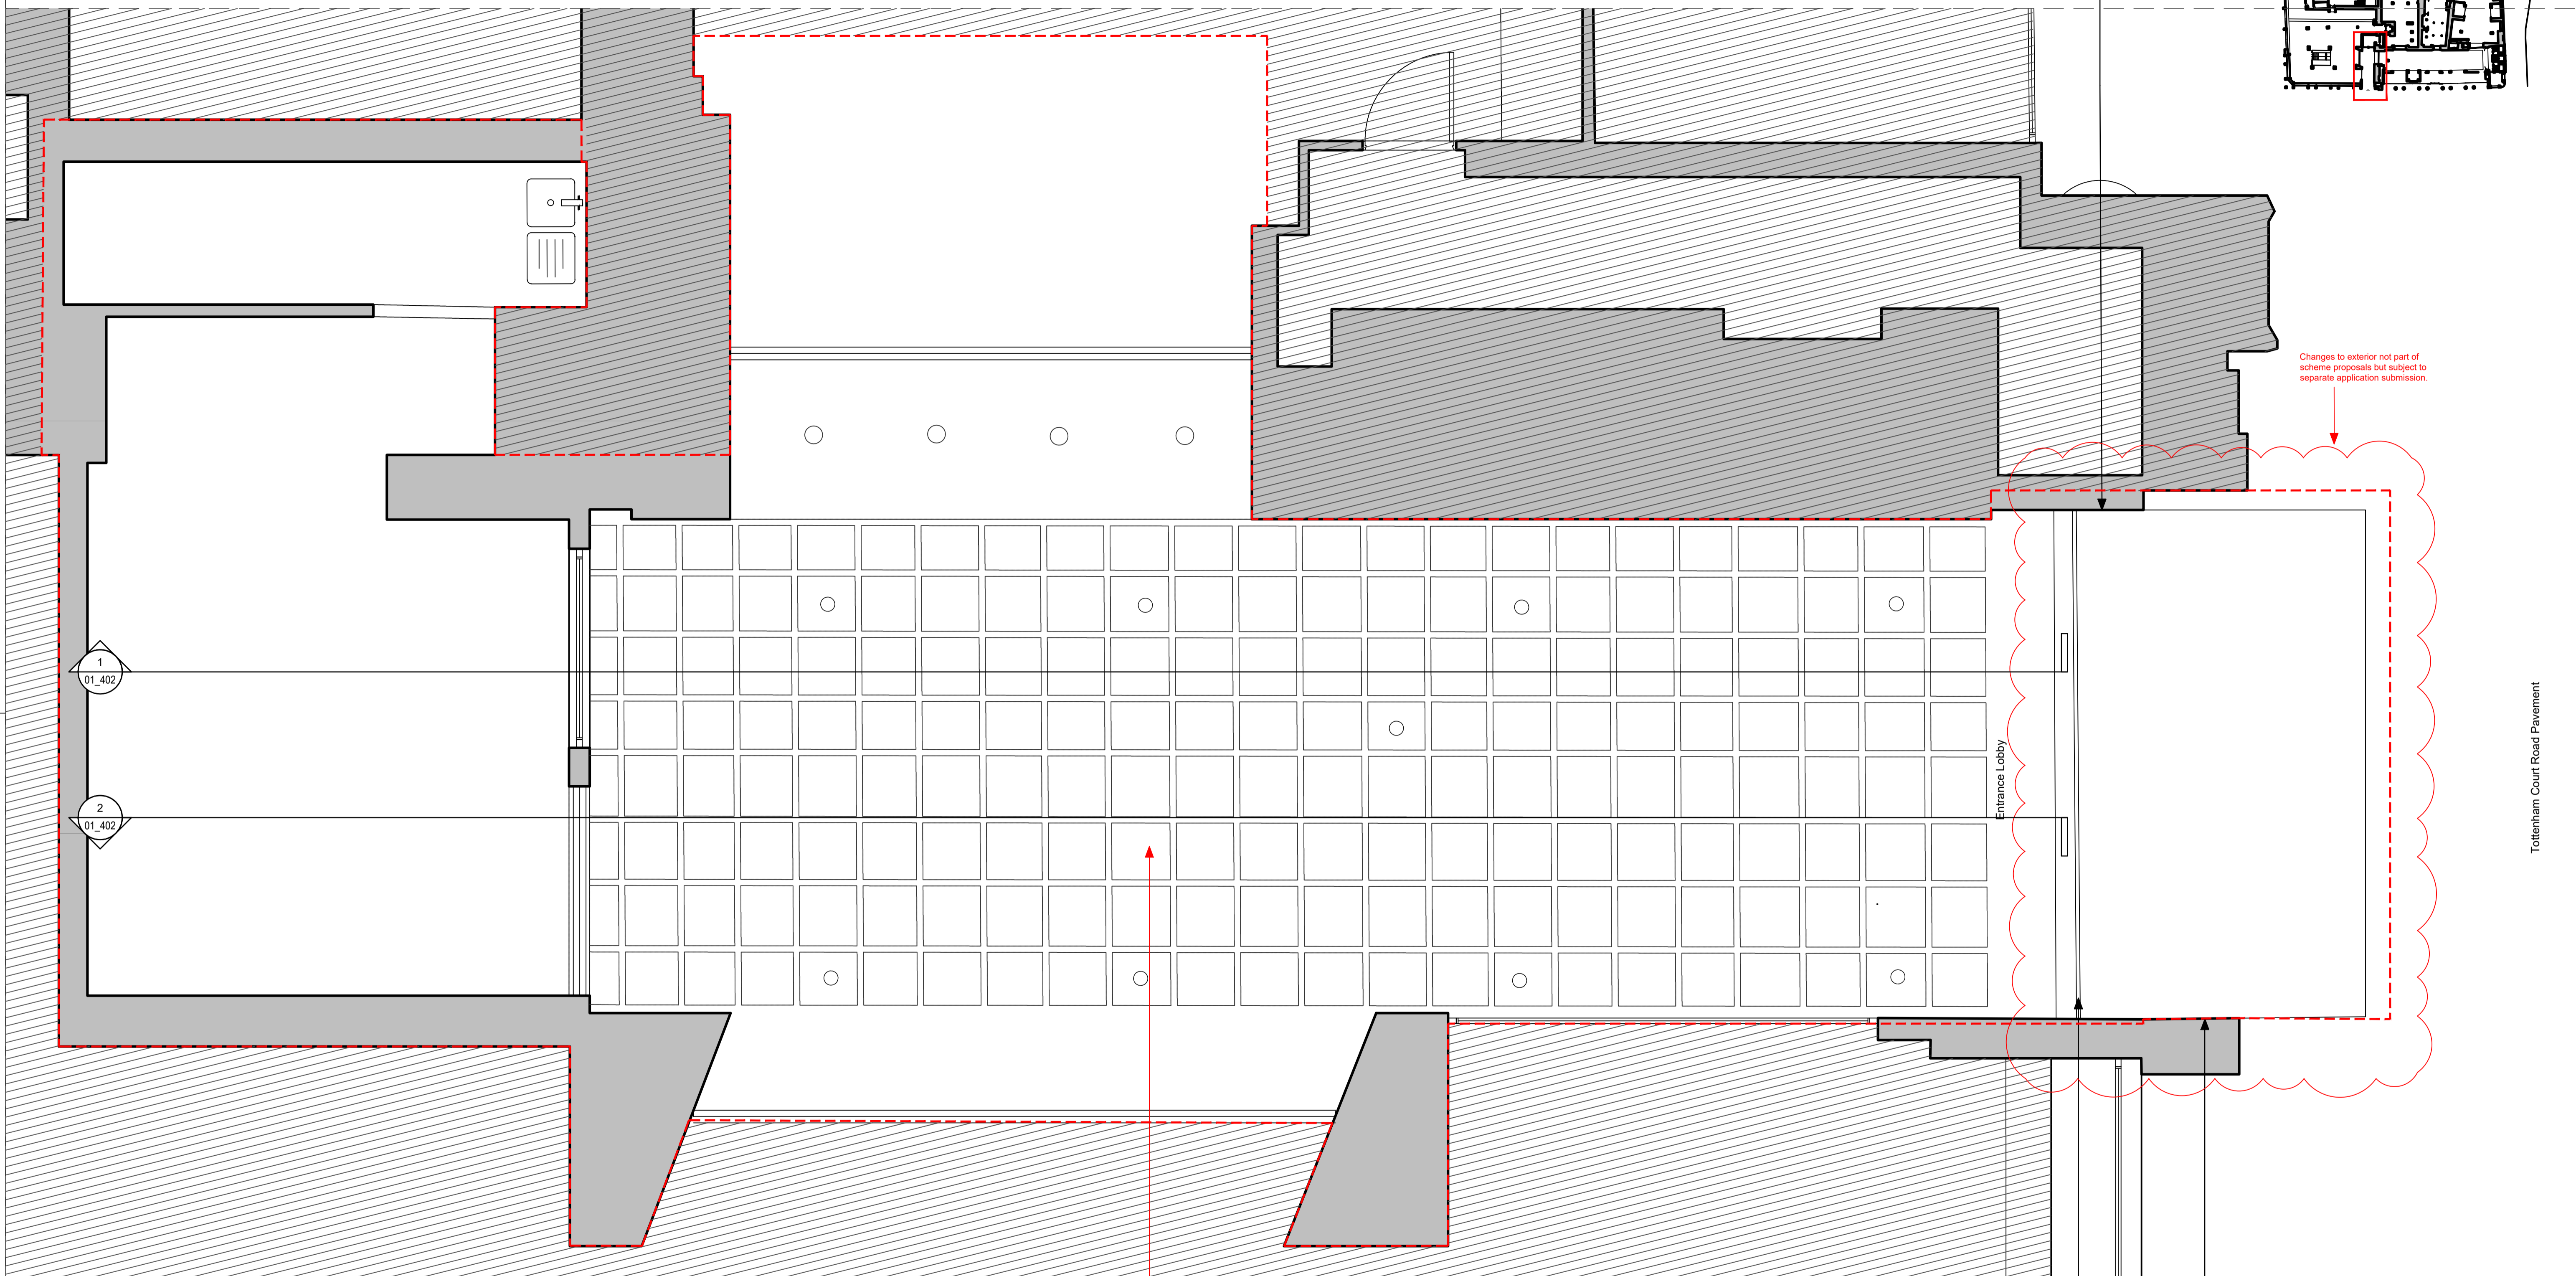 Changes to exterior not part of
scheme proposals but subject to
separate application submission.
1
01_402
2
01_402
Entrance Lobby
Tottenham Court Road Pavement